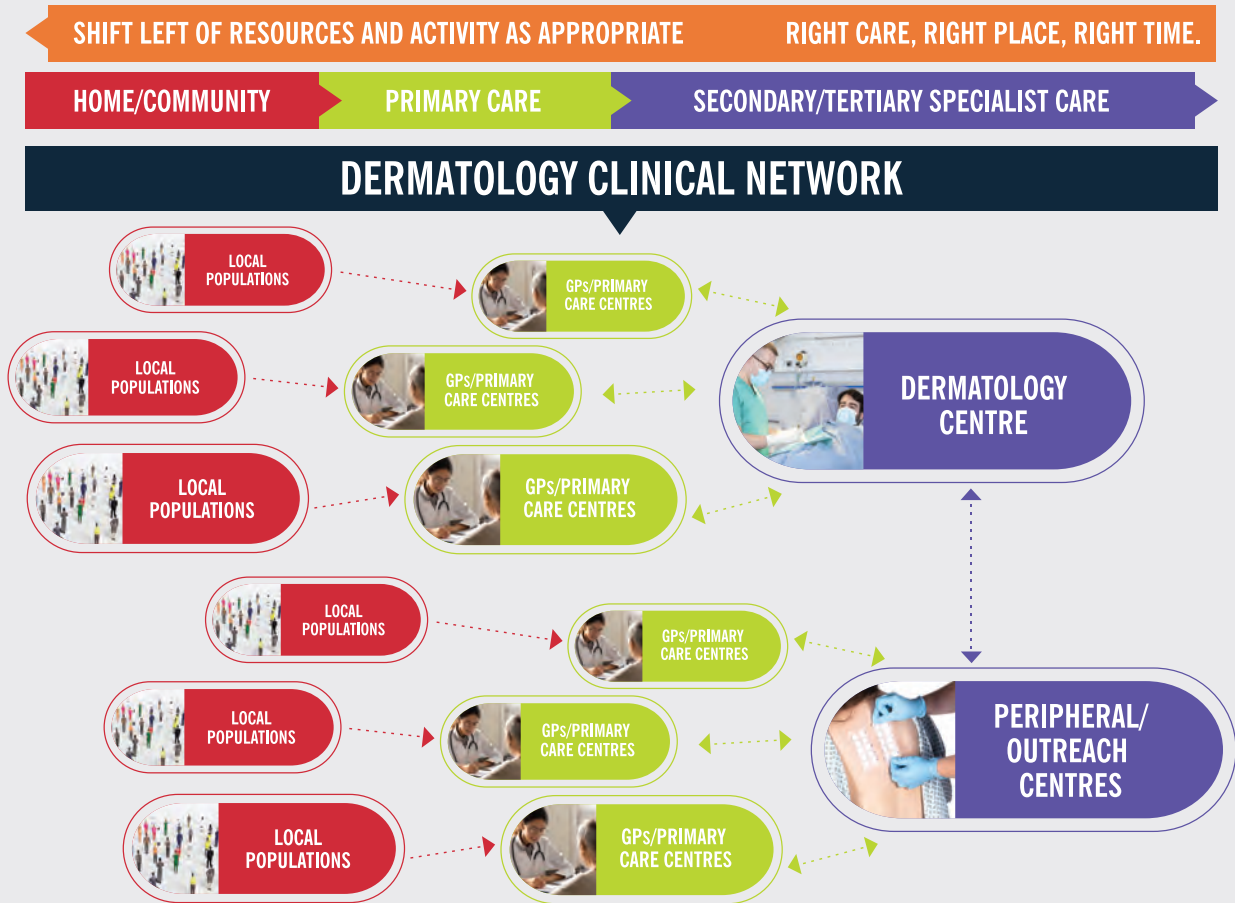 SHIFT LEFT OF RESOURCES AND ACTIVITY AS APPROPRIATE RIGHT CARE, RIGHT PLACE, RIGHT TIME.
HOME/COMMUNITY PRIMARY CARE SECONDARY/TERTIARY SPECIALIST CARE
DERMATOLOGY CLINICAL NETWORK
LOCAL
POPULATIONS
GPs/PRIMARY
CARE CENTRES
LOCAL
POPULATIONS
GPs/PRIMARY
CARE CENTRES
DERMATOLOGY
CENTRE
LOCAL
POPULATIONS
GPs/PRIMARY
CARE CENTRES
LOCAL
POPULATIONS
GPs/PRIMARY
CARE CENTRES
LOCAL
POPULATIONS
GPs/PRIMARY
CARE CENTRES
PERIPHERAL/
OUTREACH
CENTRES
LOCAL
POPULATIONS
GPs/PRIMARY
CARE CENTRES